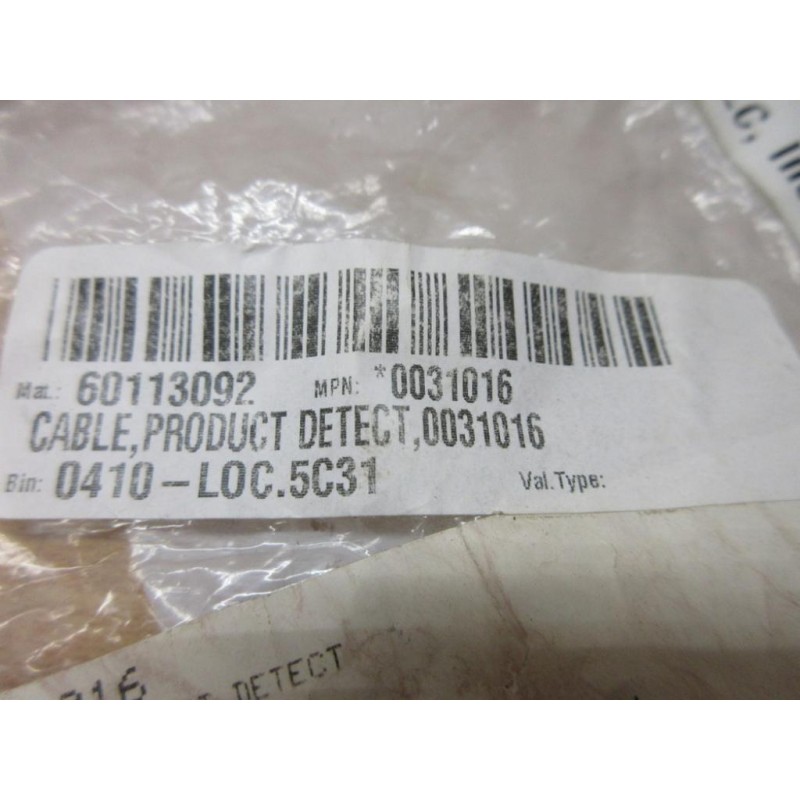 Mat.: 60113092 MPN: *0031016
CABLE,PRODUCT DETECT,0031016
Bin: 0410-LOC.5C31 Val.Type:
DETECT